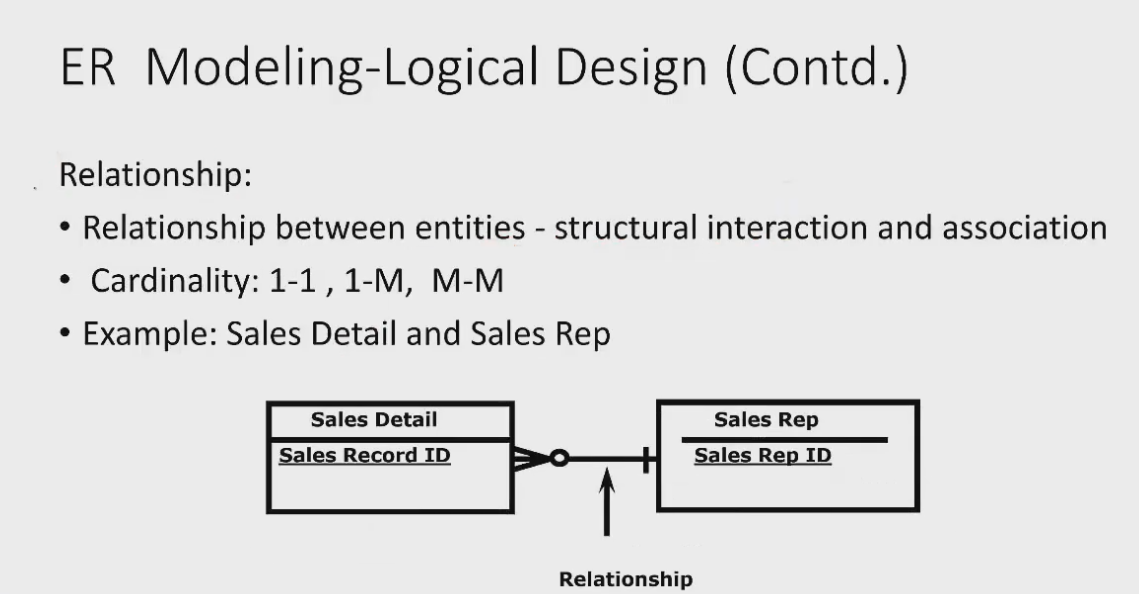 ER Modeling-Logical Design (Contd.)
Relationship:
• Relationship between entities - structural interaction and association
• Cardinality: 1-1 , 1-M, M-M
• Example: Sales Detail and Sales Rep
Sales Detail
Sales Record ID
Sales Rep
Sales Rep ID
Relationship